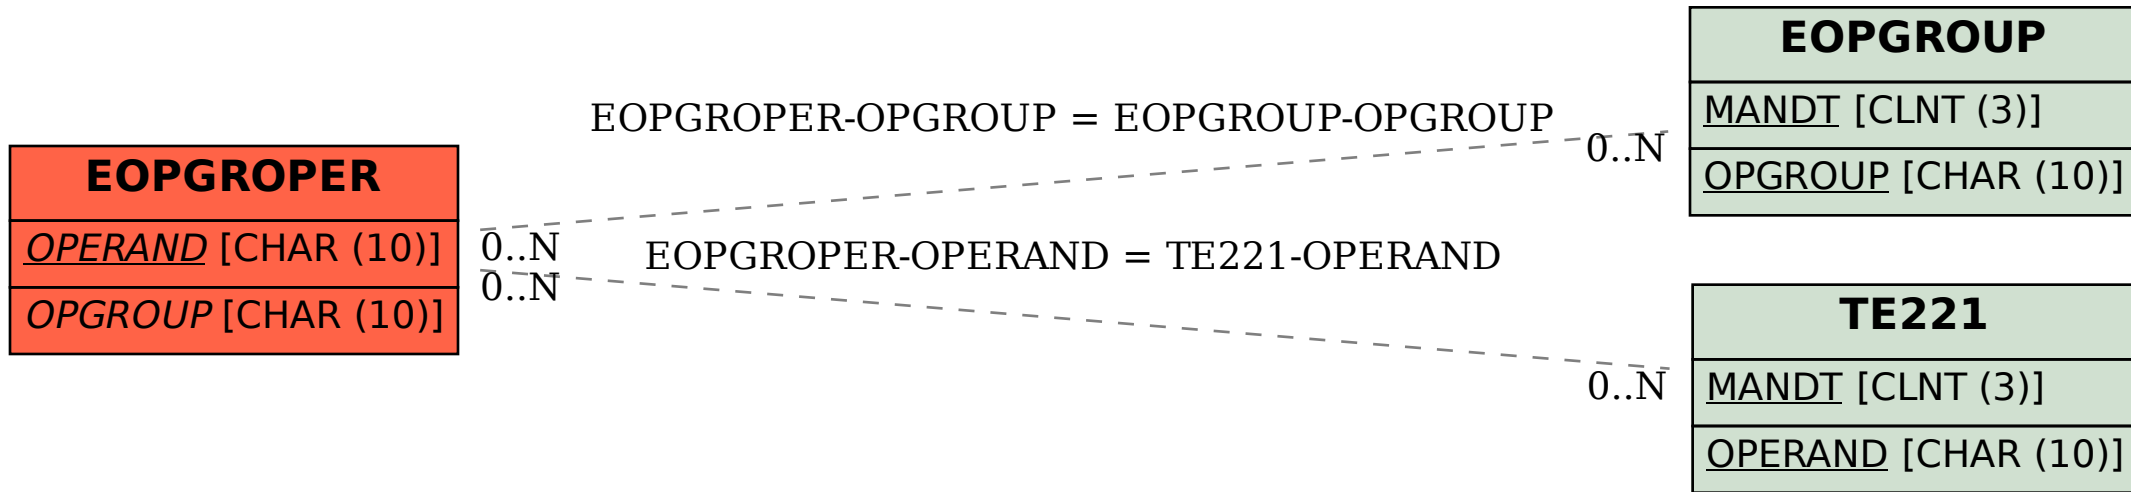 EOPGROPER
OPERAND [CHAR (10)]
OPGROUP [CHAR (10)]
EOPGROPER-OPGROUP = EOPGROUP-OPGROUP
0..N
0..N
EOPGROPER-OPERAND = TE221-OPERAND
0..N
0..N
EOPGROUP
MANDT [CLNT (3)]
OPGROUP [CHAR (10)]
TE221
MANDT [CLNT (3)]
OPERAND [CHAR (10)]